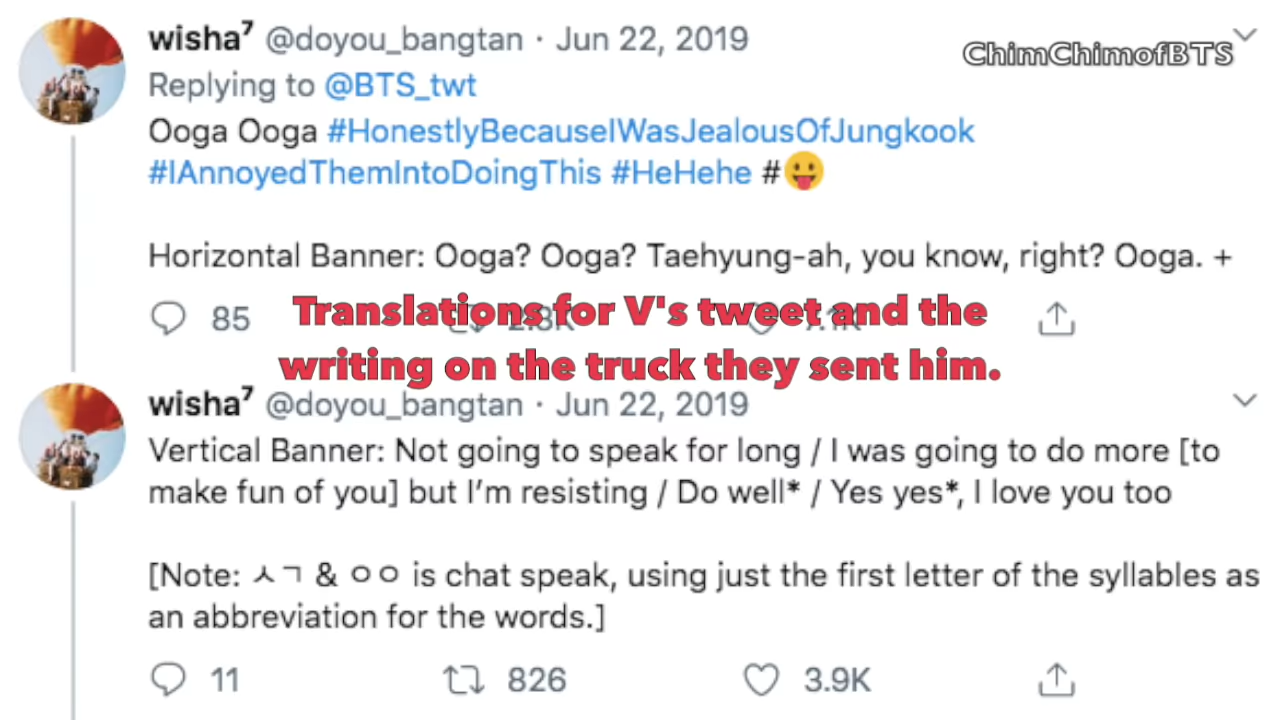 wisha⁷ @doyou_bangtan · Jun 22, 2019
ChimChimofBTS
Replying to @BTS_twt
Ooga Ooga #HonestlyBecauseIWasJealousOfJungkook
#IAnnoyedThemIntoDoingThis #HeHehe #😛
Horizontal Banner: Ooga? Ooga? Taehyung-ah, you know, right? Ooga. +
85
Translations for V's tweet and the
writing on the truck they sent him.
wisha⁷ @doyou_bangtan · Jun 22, 2019
Vertical Banner: Not going to speak for long / I was going to do more [to
make fun of you] but I'm resisting / Do well* / Yes yes*, I love you too
[Note: ㅅㄱ & ㅇㅇ is chat speak, using just the first letter of the syllables as
an abbreviation for the words.]
11 826 3.9K